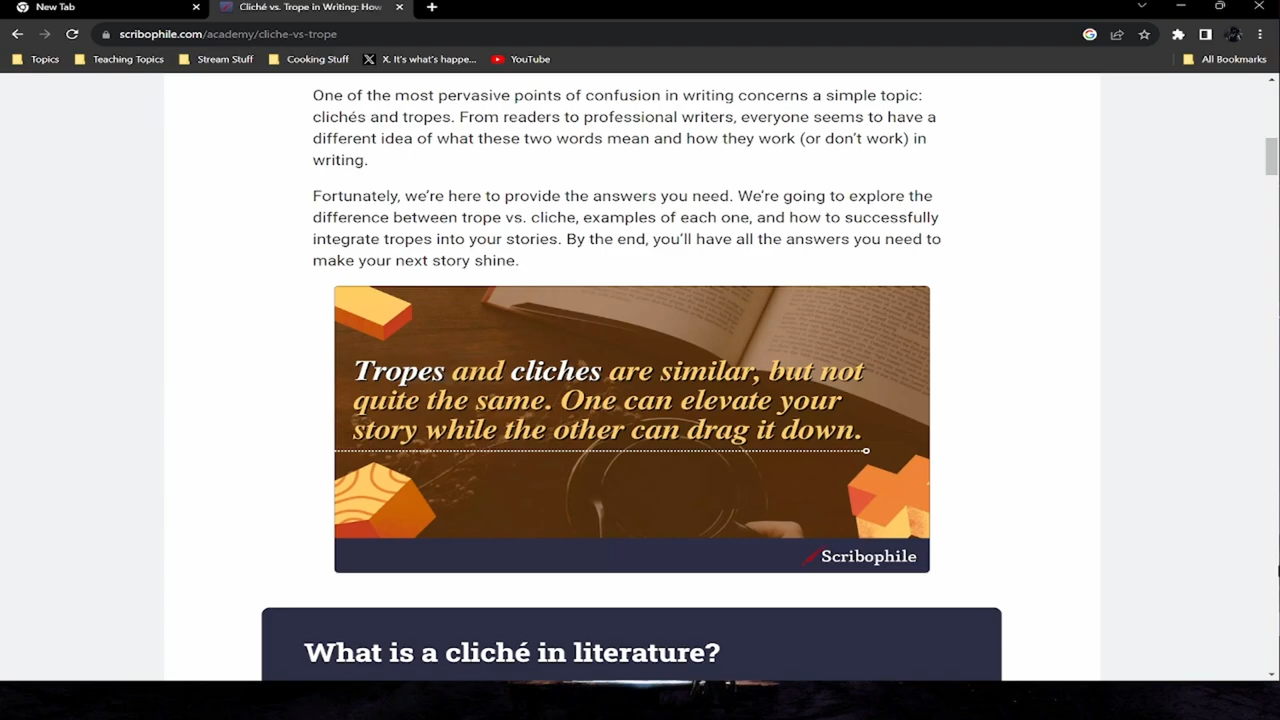 New Tab
Cliché vs. Trope in Writing: How
scribophile.com/academy/cliche-vs-trope
Topics
Teaching Topics
Stream Stuff
Cooking Stuff
X. It's what's happe...
YouTube
All Bookmarks
One of the most pervasive points of confusion in writing concerns a simple topic:
clichés and tropes. From readers to professional writers, everyone seems to have a
different idea of what these two words mean and how they work (or don’t work) in
writing.
Fortunately, we’re here to provide the answers you need. We’re going to explore the
difference between trope vs. cliche, examples of each one, and how to successfully
integrate tropes into your stories. By the end, you’ll have all the answers you need to
make your next story shine.
Tropes and cliches are similar, but not
quite the same. One can elevate your
story while the other can drag it down.
Scribophile
What is a cliché in literature?